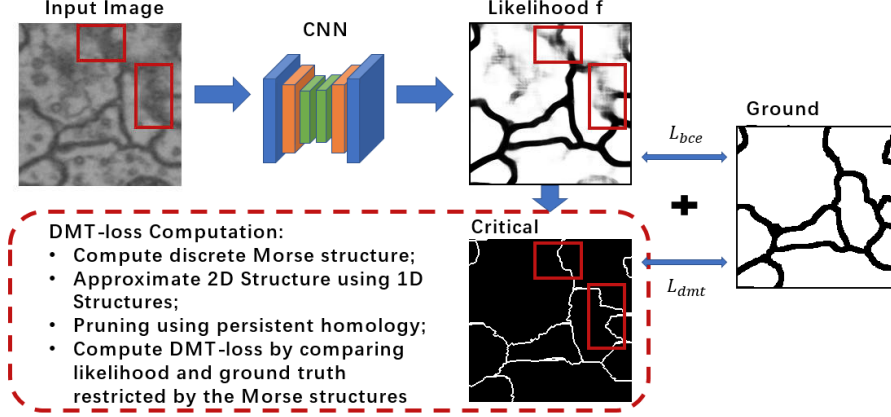 Input Image
CNN
Likelihood f
Ground
L_bce
+
L_dmt
Critical
DMT-loss Computation:
• Compute discrete Morse structure;
• Approximate 2D Structure using 1D
Structures;
• Pruning using persistent homology;
• Compute DMT-loss by comparing
likelihood and ground truth
restricted by the Morse structures